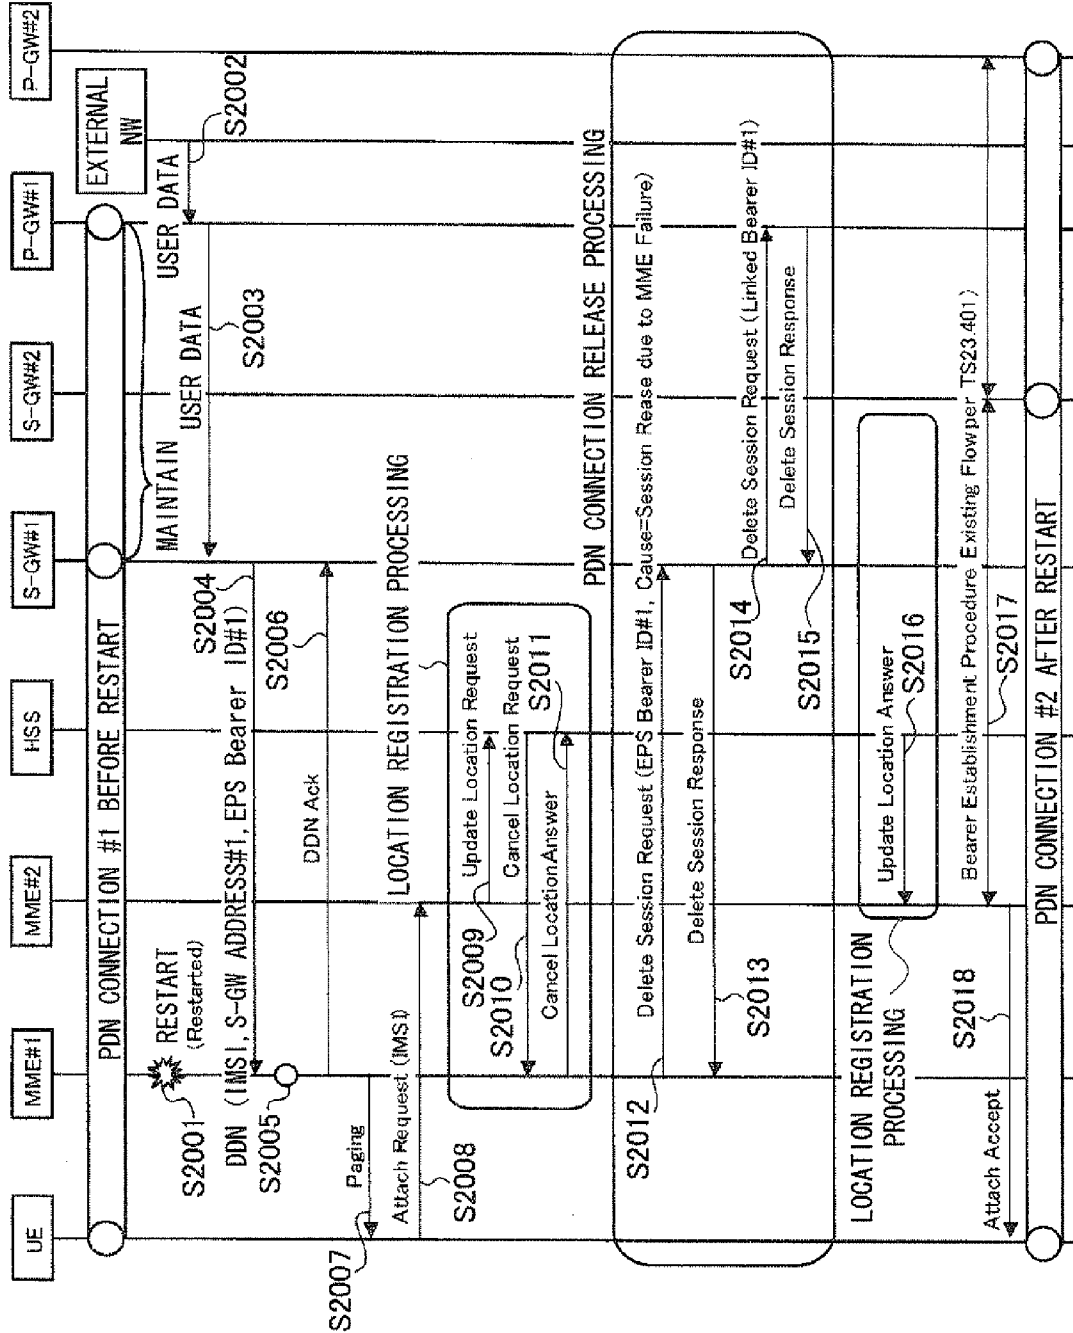 UE
MME#1
MME#2
HSS
S-GW#1
S-GW#2
P-GW#1
P-GW#2
EXTERNAL
NW
PDN CONNECTION #1 BEFORE RESTART
MAINTAIN
S2001
RESTART
(Restarted)
USER DATA
S2002
USER DATA
S2003
S2004
DDN (IMSI, S-GW ADDRESS#1, EPS Bearer ID#1)
S2005
DDN Ack
S2006
Paging
S2007
Attach Request (IMSI)
S2008
LOCATION REGISTRATION PROCESSING
Update Location Request
S2009
Cancel Location Request
S2010
Cancel Location Answer
S2011
PDN CONNECTION RELEASE PROCESSING
Delete Session Request (EPS Bearer ID#1, Cause=Session Rease due to MME Failure)
S2012
Delete Session Response
S2013
Delete Session Request (Linked Bearer ID#1)
S2014
Delete Session Response
S2015
LOCATION REGISTRATION
PROCESSING
Update Location Answer
S2016
Bearer Establishment Procedure Existing Flowper TS23.401)
S2017
Attach Accept
S2018
PDN CONNECTION #2 AFTER RESTART